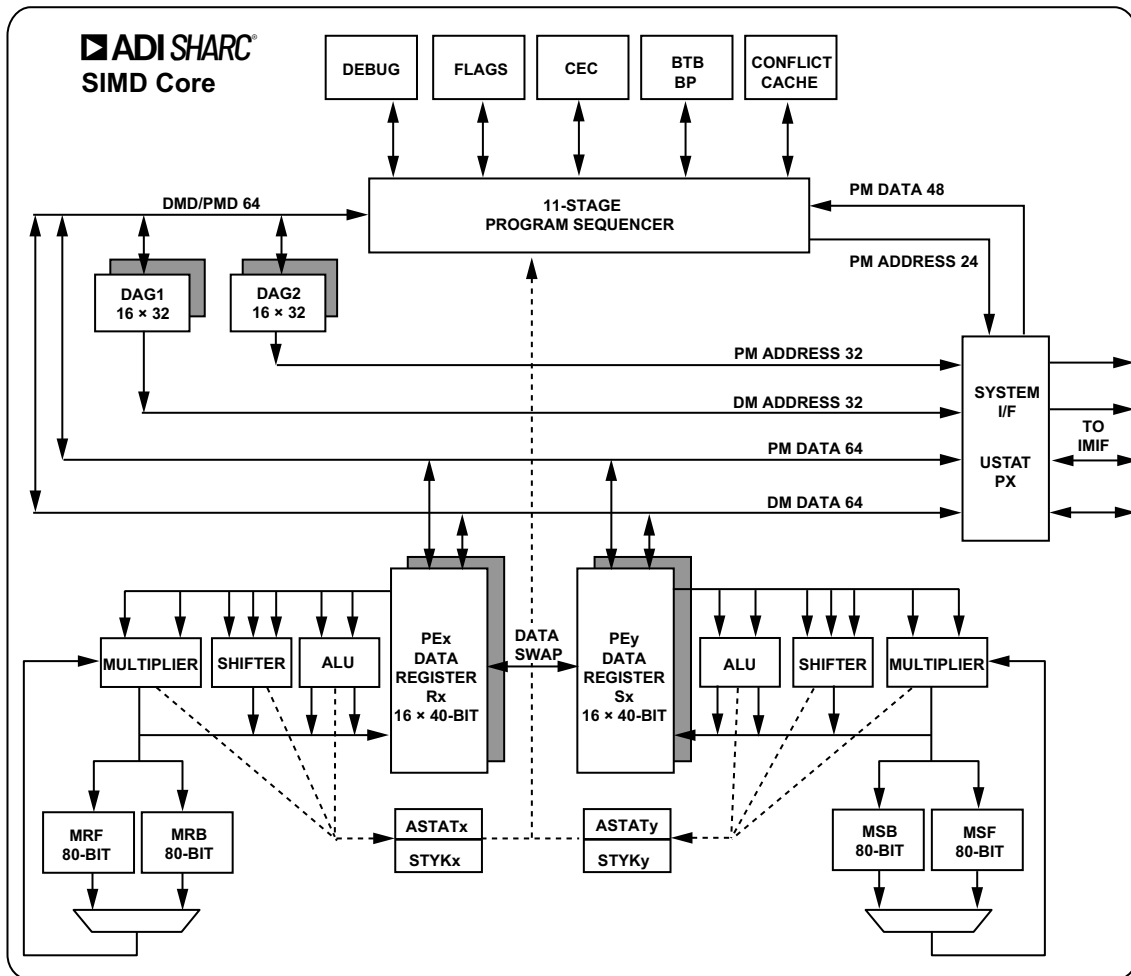 ADI SHARC®
SIMD Core
DEBUG
FLAGS
CEC
BTB
BP
CONFLICT
CACHE
DMD/PMD 64
11-STAGE
PROGRAM SEQUENCER
PM DATA 48
PM ADDRESS 24
DAG1
16 × 32
DAG2
16 × 32
PM ADDRESS 32
DM ADDRESS 32
PM DATA 64
DM DATA 64
SYSTEM
I/F
USTAT
PX
TO
IMIF
MULTIPLIER
SHIFTER
ALU
PEx
DATA
REGISTER
Rx
16 × 40-BIT
DATA
SWAP
PEy
DATA
REGISTER
Sx
16 × 40-BIT
ALU
SHIFTER
MULTIPLIER
MRF
80-BIT
MRB
80-BIT
ASTATx
STYKx
ASTATy
STYKy
MSB
80-BIT
MSF
80-BIT